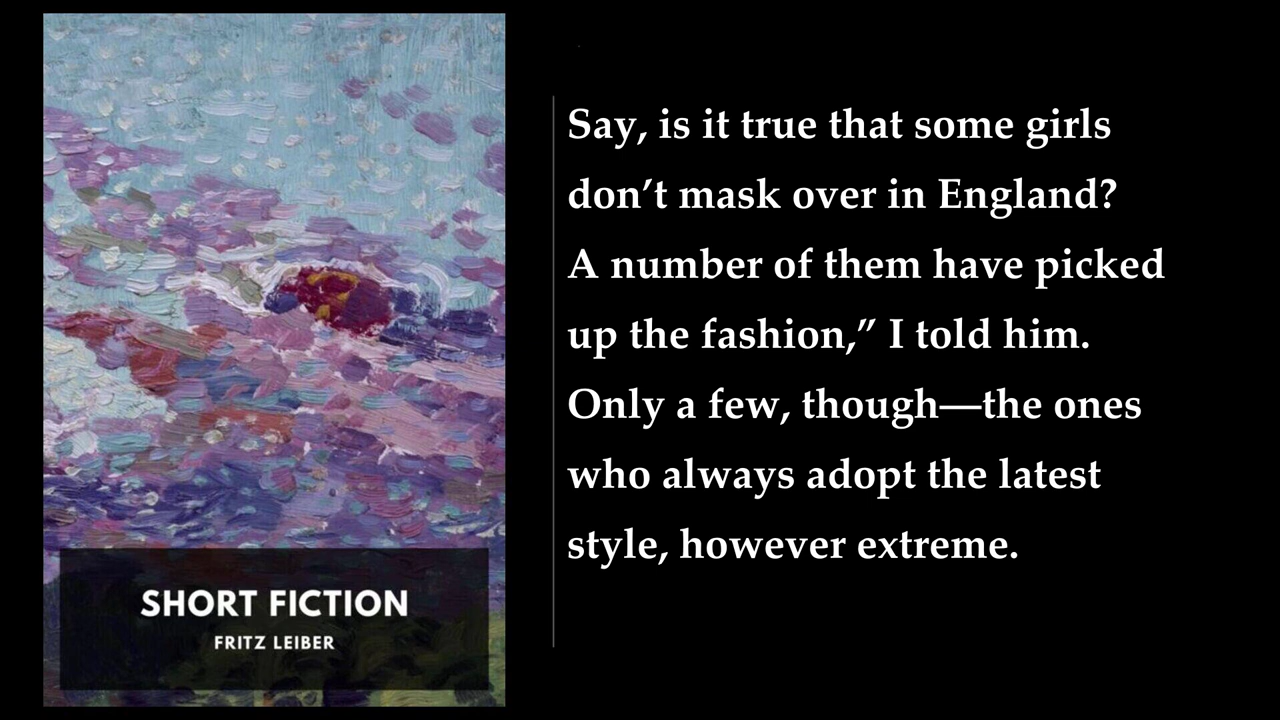 Say, is it true that some girls
don’t mask over in England?
A number of them have picked
up the fashion,” I told him.
Only a few, though—the ones
who always adopt the latest
style, however extreme.
SHORT FICTION
FRITZ LEIBER